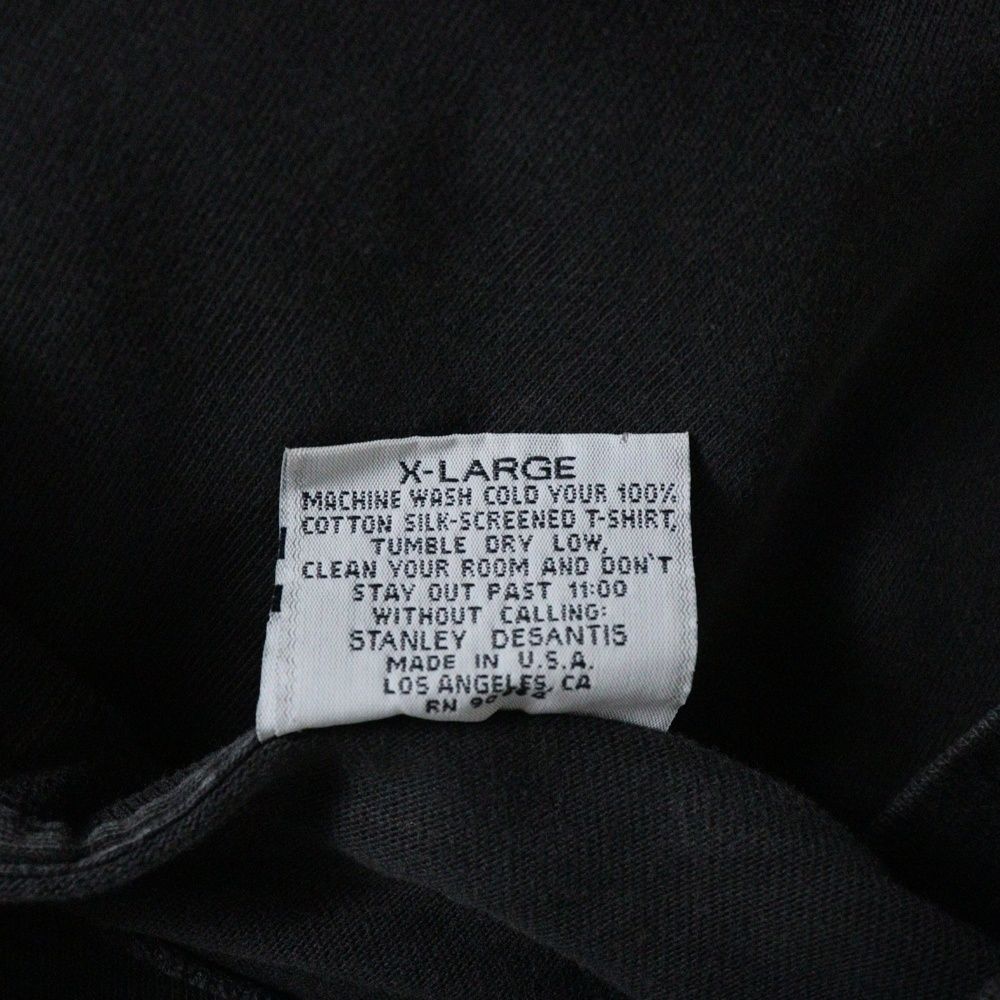 X-LARGE
MACHINE WASH COLD YOUR 100%
COTTON SILK-SCREENED T-SHIRT,
TUMBLE DRY LOW,
CLEAN YOUR ROOM AND DON'T
STAY OUT PAST 11:00
WITHOUT CALLING:
STANLEY DESANTIS
MADE IN U.S.A.
LOS ANGELES, CA
RN